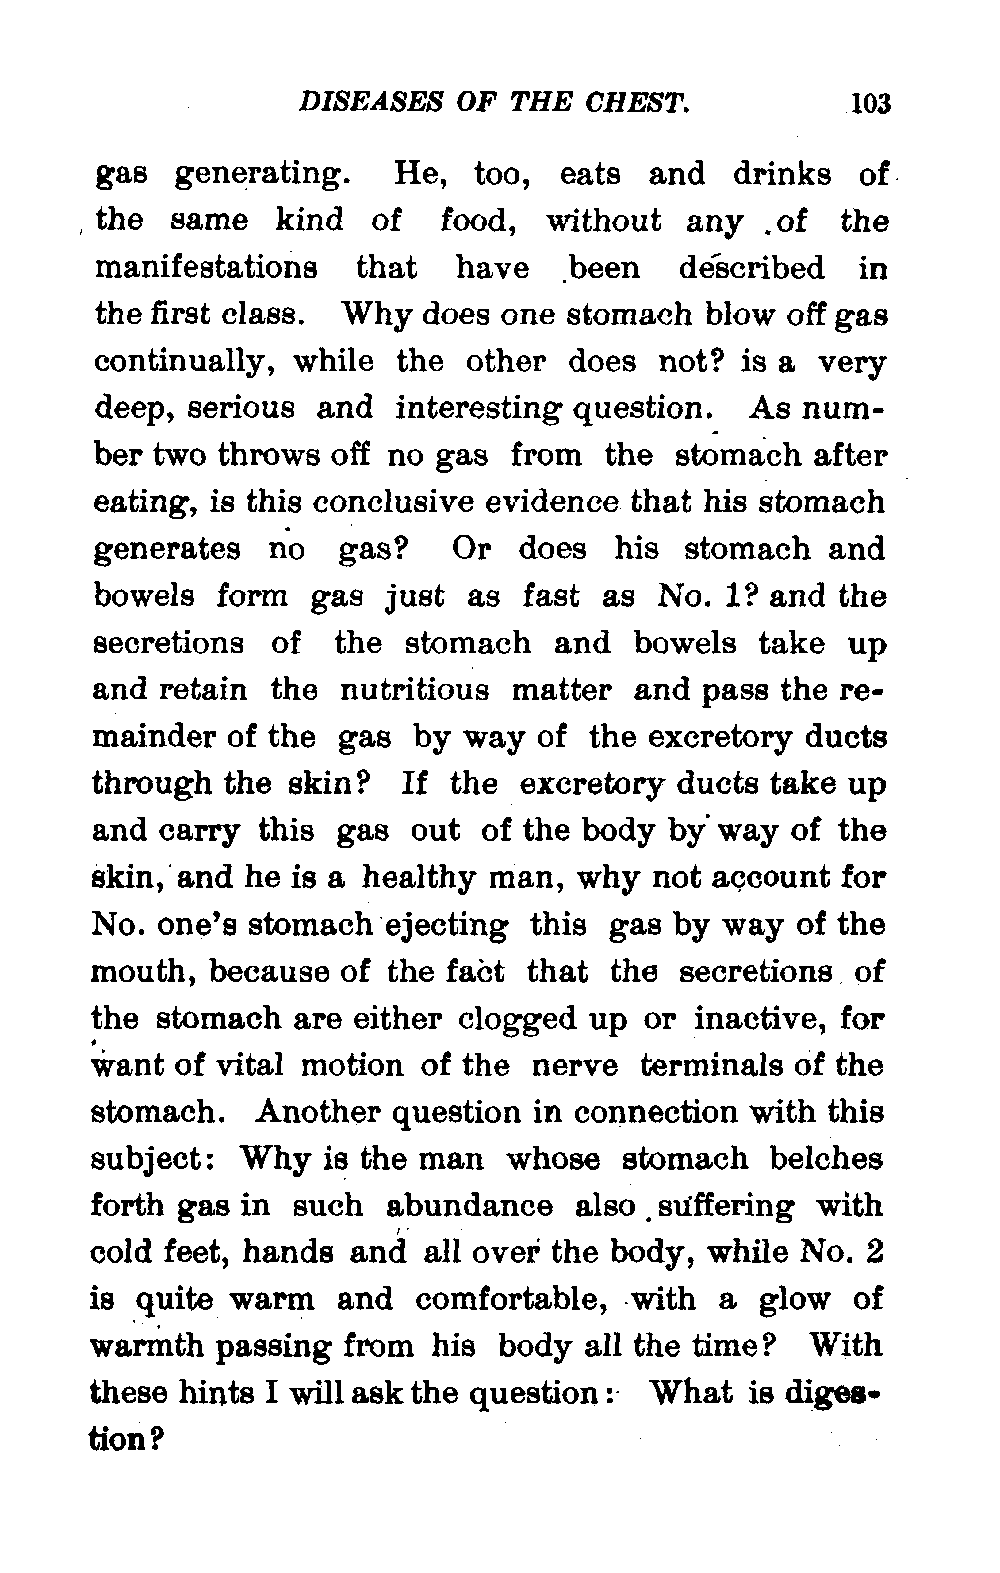 DISEASES OF THE CHEST. 103
gas generating. He, too, eats and drinks of
the same kind of food, without any of the
manifestations that have been described in
the first class. Why does one stomach blow off gas
continually, while the other does not? is a very
deep, serious and interesting question. As num-
ber two throws off no gas from the stomach after
eating, is this conclusive evidence that his stomach
generates no gas? Or does his stomach and
bowels form gas just as fast as No. 1? and the
secretions of the stomach and bowels take up
and retain the nutritious matter and pass the re-
mainder of the gas by way of the excretory ducts
through the skin? If the excretory ducts take up
and carry this gas out of the body by way of the
skin, and he is a healthy man, why not account for
No. one's stomach ejecting this gas by way of the
mouth, because of the fact that the secretions of
the stomach are either clogged up or inactive, for
want of vital motion of the nerve terminals of the
stomach. Another question in connection with this
subject: Why is the man whose stomach belches
forth gas in such abundance also suffering with
cold feet, hands and all over the body, while No. 2
is quite warm and comfortable, with a glow of
warmth passing from his body all the time? With
these hints I will ask the question: What is diges-
tion?